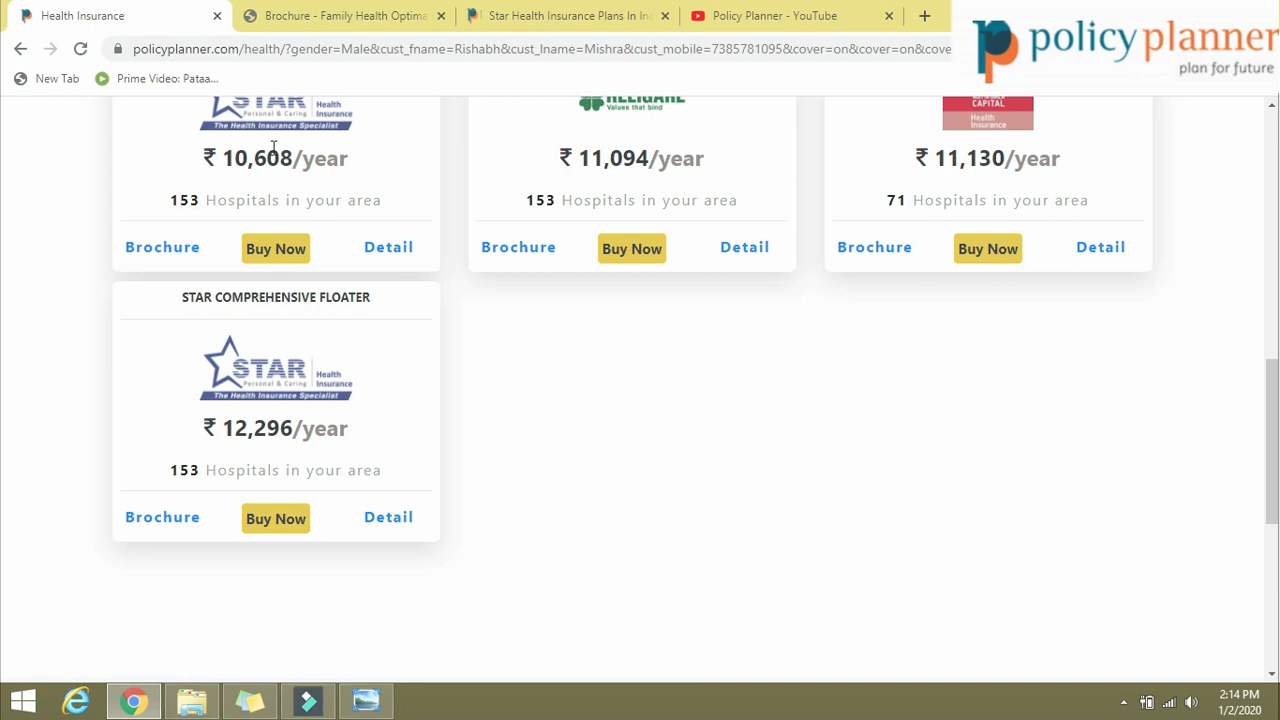 Health Insurance
Brochure - Family Health Optima
Star Health Insurance Plans In Inc
Policy Planner - YouTube
policyplanner.com/health/?gender=Male&cust_fname=Rishabh&cust_lname=Mishra&cust_mobile=7385781095&cover=on&cover=on&cove
policyplanner
plan for future
New Tab
Prime Video: Pataa...
STAR Health
Personal & Caring Insurance
The Health Insurance Specialist
₹ 10,608/year
153 Hospitals in your area
Brochure Buy Now Detail
RELIGARE
Values that bind
₹ 11,094/year
153 Hospitals in your area
Brochure Buy Now Detail
CAPITAL
Health
Insurance
₹ 11,130/year
71 Hospitals in your area
Brochure Buy Now Detail
STAR COMPREHENSIVE FLOATER
STAR Health
Personal & Caring Insurance
The Health Insurance Specialist
₹ 12,296/year
153 Hospitals in your area
Brochure Buy Now Detail
2:14 PM
1/2/2020